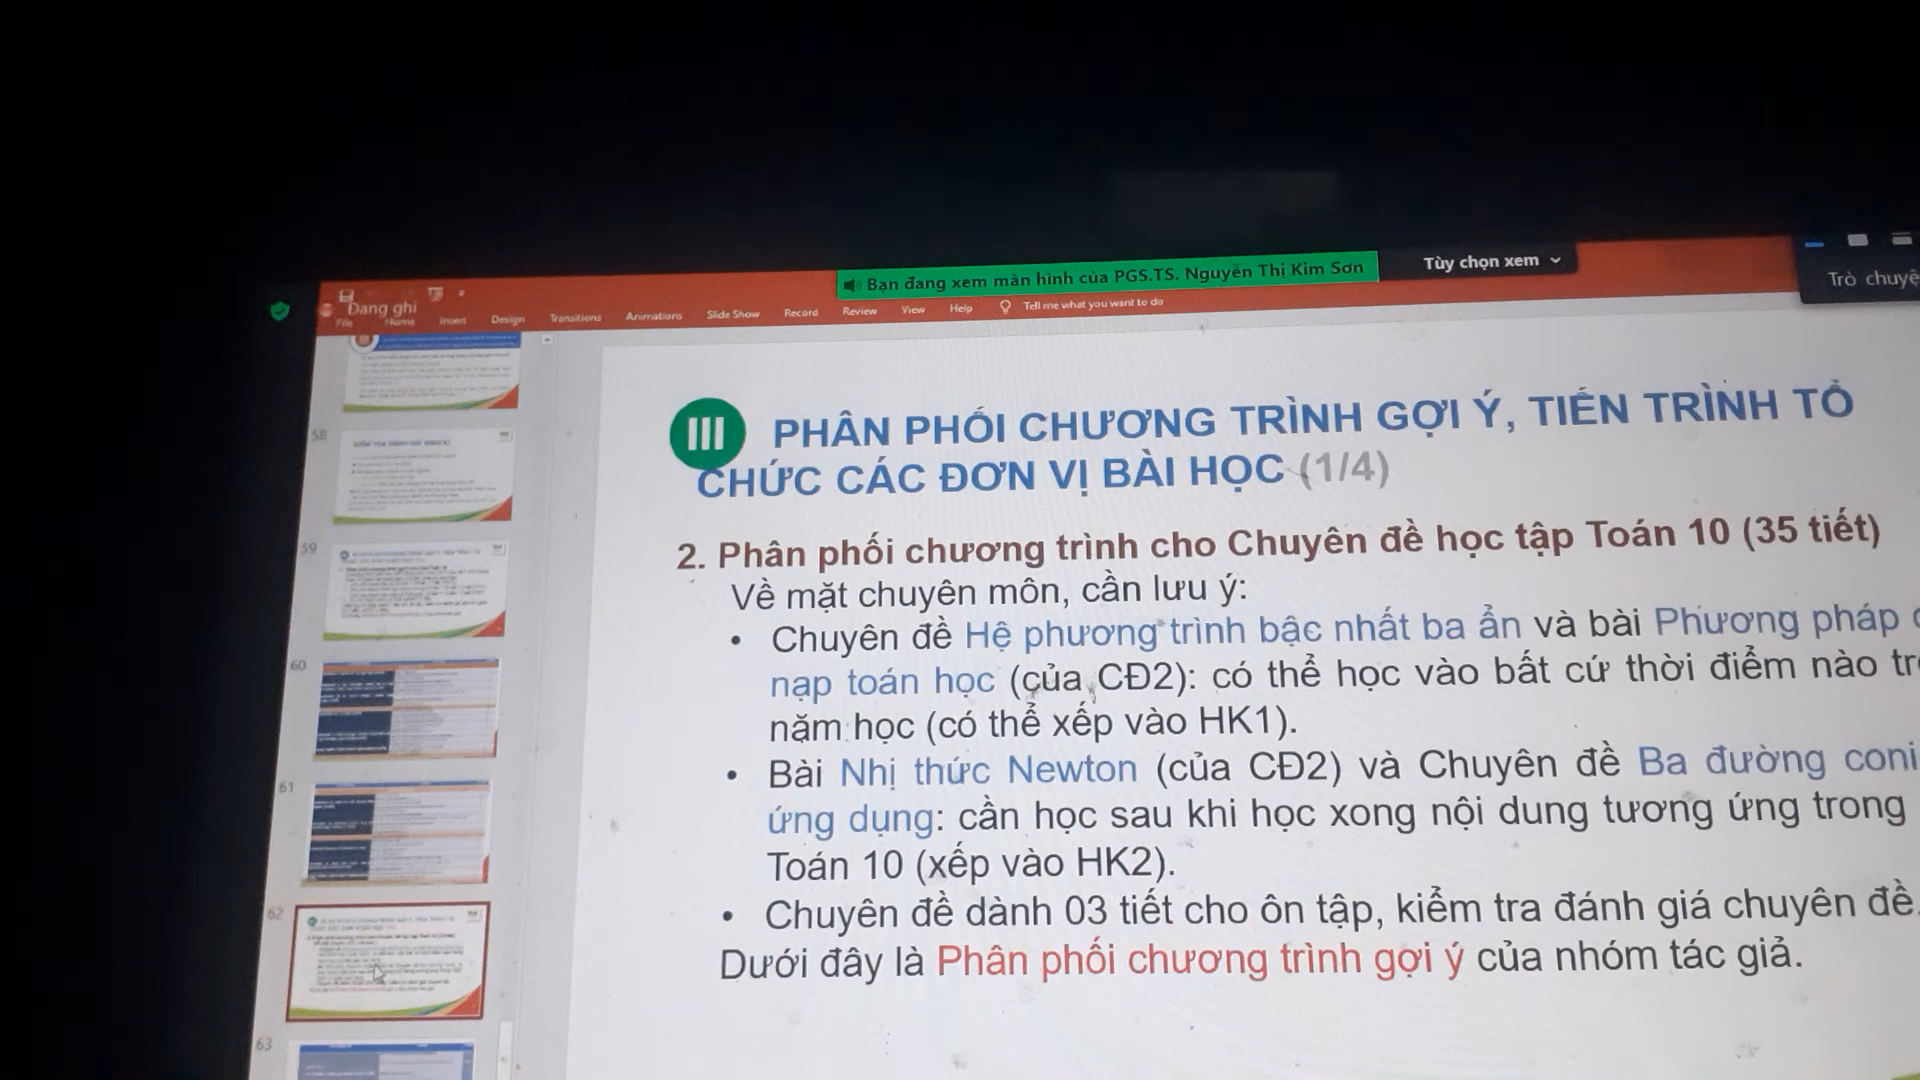 Bạn đang xem màn hình của PGS.TS. Nguyễn Thị Kim Sơn
Tùy chọn xem
Trò chuyệ
Đang ghi
File Home Insert Design Transitions Animations Slide Show Record Review View Help Tell me what you want to do
III PHÂN PHỐI CHƯƠNG TRÌNH GỢI Ý, TIẾN TRÌNH TỔ
CHỨC CÁC ĐƠN VỊ BÀI HỌC (1/4)
2. Phân phối chương trình cho Chuyên đề học tập Toán 10 (35 tiết)
Về mặt chuyên môn, cần lưu ý:
• Chuyên đề Hệ phương trình bậc nhất ba ẩn và bài Phương pháp
nạp toán học (của CĐ2): có thể học vào bất cứ thời điểm nào tr
năm học (có thể xếp vào HK1).
• Bài Nhị thức Newton (của CĐ2) và Chuyên đề Ba đường coni
ứng dụng: cần học sau khi học xong nội dung tương ứng trong
Toán 10 (xếp vào HK2).
• Chuyên đề dành 03 tiết cho ôn tập, kiểm tra đánh giá chuyên đề.
Dưới đây là Phân phối chương trình gợi ý của nhóm tác giả.
58
59
60
61
62
63